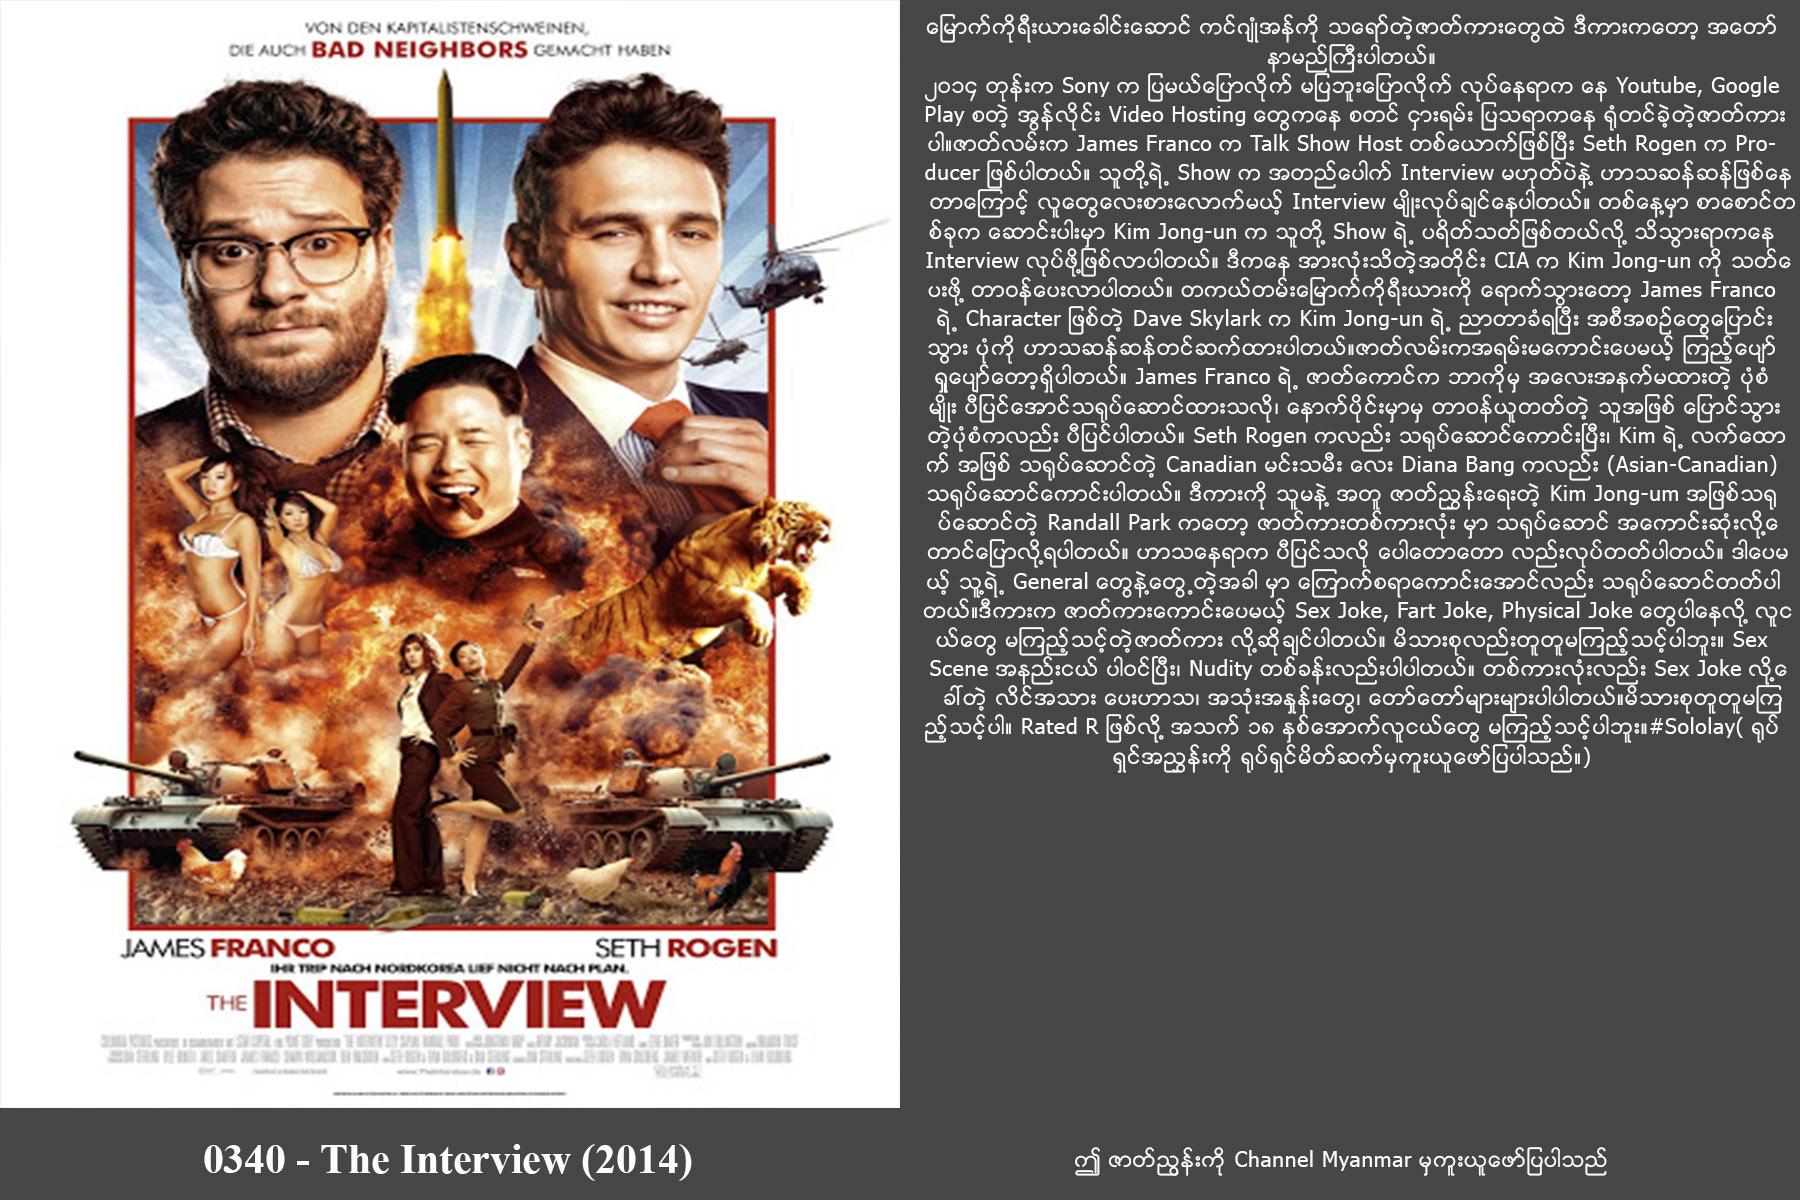 VON DEN KAPITALISTENSCHWEINEN,
DIE AUCH BAD NEIGHBORS GEMACHT HABEN
JAMES FRANCO
SETH ROGEN
IHR TRIP NACH NORDKOREA LIEF NICHT NACH PLAN.
THE INTERVIEW
0340 - The Interview (2014)
မြောက်ကိုရီးယားခေါင်းဆောင် ကင်ဂျုံအန်ကို သရော်တဲ့ဇာတ်ကားတွေထဲ ဒီကားကတော့ အတော်
နာမည်ကြီးပါတယ်။
၂၀၁၄ တုန်းက Sony က ပြမယ်ပြောလိုက် မပြဘူးပြောလိုက် လုပ်နေရာက နေ Youtube, Google
Play စတဲ့ အွန်လိုင်း Video Hosting တွေကနေ စတင် ငှားရမ်း ပြသရာကနေ ရုံတင်ခဲ့တဲ့ဇာတ်ကား
ပါ။ဇာတ်လမ်းက James Franco က Talk Show Host တစ်ယောက်ဖြစ်ပြီး Seth Rogen က Pro-
ducer ဖြစ်ပါတယ်။ သူတို့ရဲ့ Show က အတည်ပေါက် Interview မဟုတ်ပဲနဲ့ ဟာသဆန်ဆန်ဖြစ်နေ
တာကြောင့် လူတွေလေးစားလောက်မယ့် Interview မျိုးလုပ်ချင်နေပါတယ်။ တစ်နေ့မှာ စာစောင်တ
စ်ခုက ဆောင်းပါးမှာ Kim Jong-un က သူတို့ Show ရဲ့ ပရိတ်သတ်ဖြစ်တယ်လို့ သိသွားရာကနေ
Interview လုပ်ဖို့ဖြစ်လာပါတယ်။ ဒီကနေ အားလုံးသိတဲ့အတိုင်း CIA က Kim Jong-un ကို သတ်ေ
ပးဖို့ တာဝန်ပေးလာပါတယ်။ တကယ်တမ်းမြောက်ကိုရီးယားကို ရောက်သွားတော့ James Franco
ရဲ့ Character ဖြစ်တဲ့ Dave Skylark က Kim Jong-un ရဲ့ ညာတာခံရပြီး အစီအစဉ်တွေပြောင်း
သွား ပုံကို ဟာသဆန်ဆန်တင်ဆက်ထားပါတယ်။ဇာတ်လမ်းကအရမ်းမကောင်းပေမယ့် ကြည့်ပျော်
ရှုပျော်တော့ရှိပါတယ်။ James Franco ရဲ့ ဇာတ်ကောင်က ဘာကိုမှ အလေးအနက်မထားတဲ့ ပုံစံ
မျိုး ပီပြင်အောင်သရုပ်ဆောင်ထားသလို၊ နောက်ပိုင်းမှာမှ တာဝန်ယူတတ်တဲ့ သူအဖြစ် ပြောင်သွား
တဲ့ပုံစံကလည်း ပီပြင်ပါတယ်။ Seth Rogen ကလည်း သရုပ်ဆောင်ကောင်းပြီး၊ Kim ရဲ့ လက်ထော
က် အဖြစ် သရုပ်ဆောင်တဲ့ Canadian မင်းသမီး လေး Diana Bang ကလည်း (Asian-Canadian)
သရုပ်ဆောင်ကောင်းပါတယ်။ ဒီကားကို သူမနဲ့ အတူ ဇာတ်ညွှန်းရေးတဲ့ Kim Jong-um အဖြစ်သရု
ပ်ဆောင်တဲ့ Randall Park ကတော့ ဇာတ်ကားတစ်ကားလုံး မှာ သရုပ်ဆောင် အကောင်းဆုံးလို့ေ
တာင်ပြောလို့ရပါတယ်။ ဟာသနေရာက ပီပြင်သလို ပေါတောတော လည်းလုပ်တတ်ပါတယ်။ ဒါပေမ
ယ့် သူ့ရဲ့ General တွေနဲ့တွေ့တဲ့အခါ မှာ ကြောက်စရာကောင်းအောင်လည်း သရုပ်ဆောင်တတ်ပါ
တယ်။ဒီကားက ဇာတ်ကားကောင်းပေမယ့် Sex Joke, Fart Joke, Physical Joke တွေပါနေလို့ လူင
ယ်တွေ မကြည့်သင့်တဲ့ဇာတ်ကား လို့ဆိုချင်ပါတယ်။ မိသားစုလည်းတူတူမကြည့်သင့်ပါဘူး။ Sex
Scene အနည်းငယ် ပါဝင်ပြီး၊ Nudity တစ်ခန်းလည်းပါပါတယ်။ တစ်ကားလုံးလည်း Sex Joke လို့ေ
ခါ်တဲ့ လိင်အသား ပေးဟာသ၊ အသုံးအနှုန်းတွေ၊ တော်တော်များများပါပါတယ်။မိသားစုတူတူမကြ
ည့်သင့်ပါ။ Rated R ဖြစ်လို့ အသက် ၁၈ နှစ်အောက်လူငယ်တွေ မကြည့်သင့်ပါဘူး။#Sololay( ရုပ်
ရှင်အညွှန်းကို ရုပ်ရှင်မိတ်ဆက်မှကူးယူဖော်ပြပါသည်။)
ဤ ဇာတ်ညွန်းကို Channel Myanmar မှကူးယူဖော်ပြပါသည်